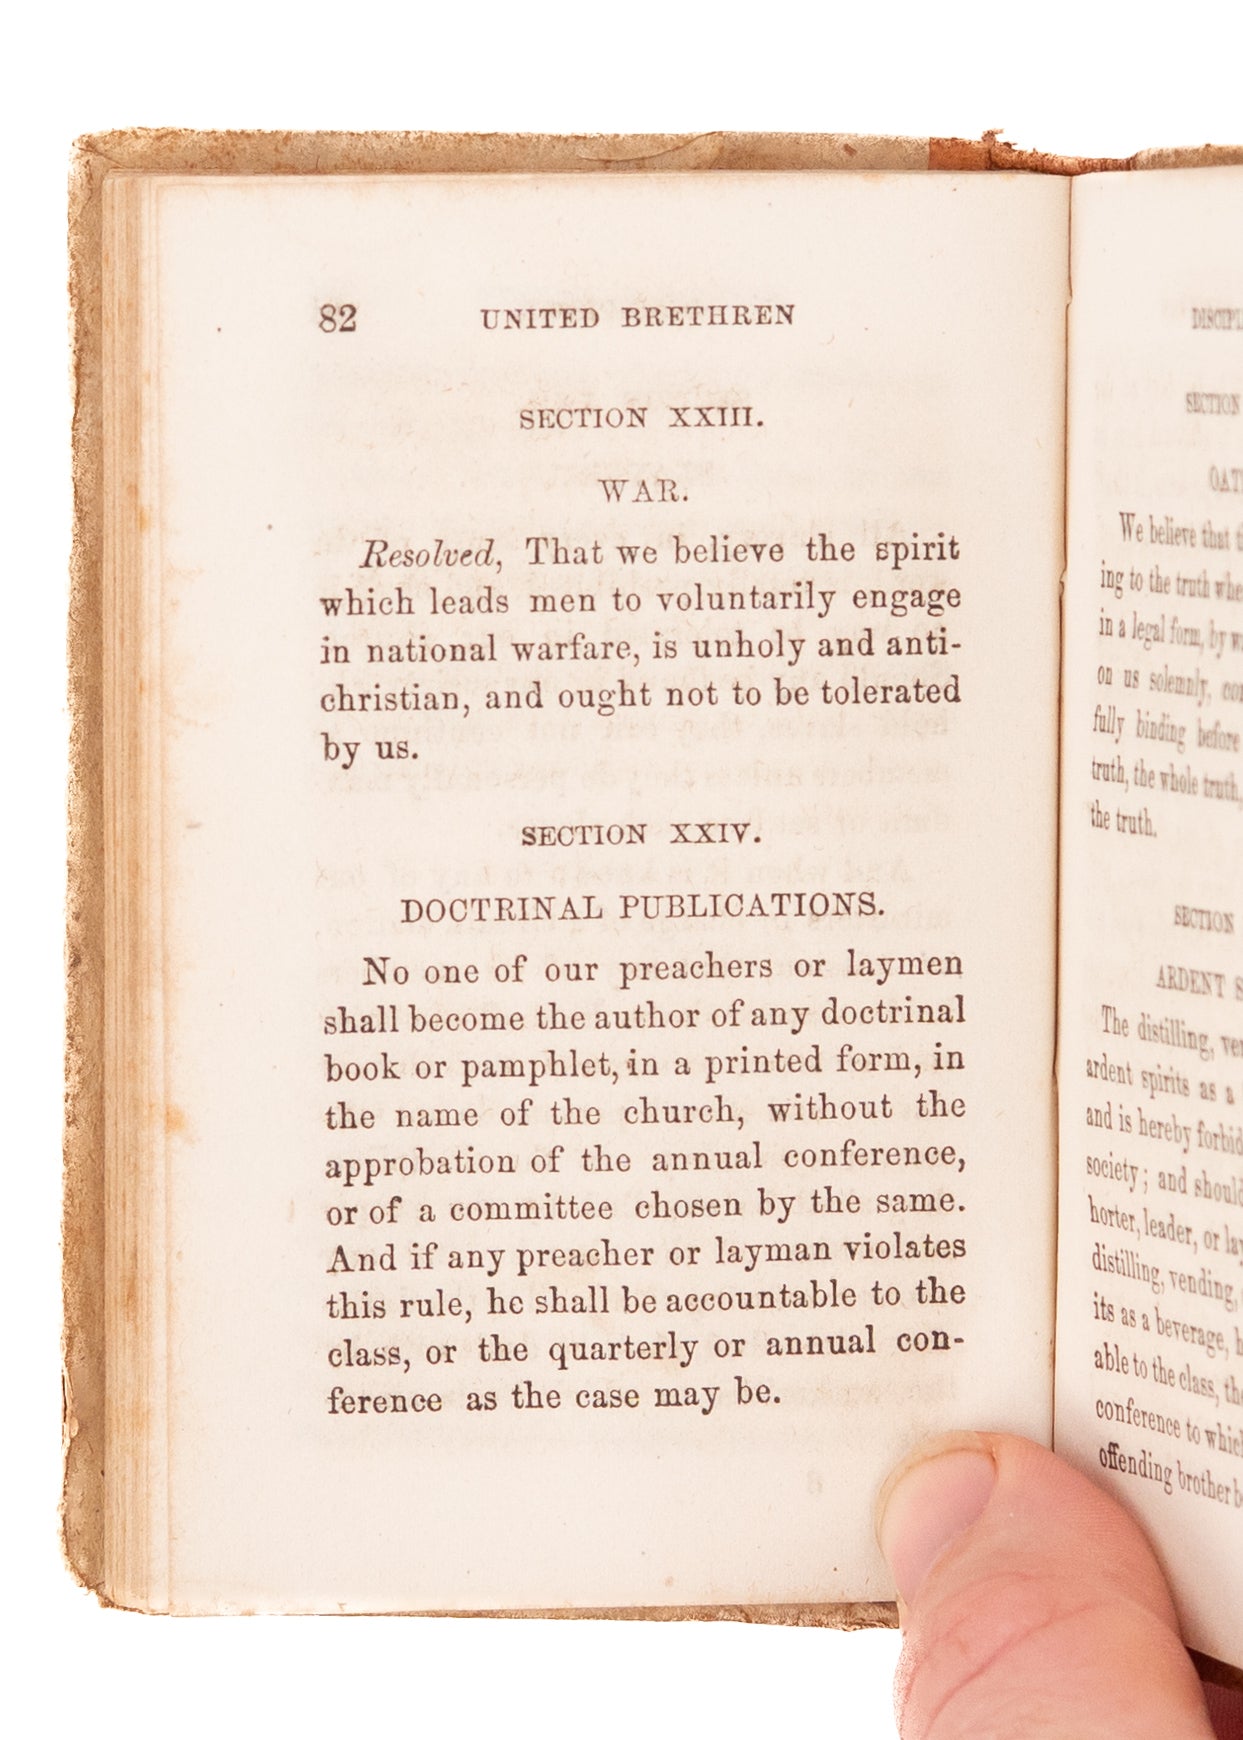 82 UNITED BRETHREN
SECTION XXIII.
WAR.
Resolved, That we believe the spirit
which leads men to voluntarily engage
in national warfare, is unholy and anti-
christian, and ought not to be tolerated
by us.
SECTION XXIV.
DOCTRINAL PUBLICATIONS.
No one of our preachers or laymen
shall become the author of any doctrinal
book or pamphlet, in a printed form, in
the name of the church, without the
approbation of the annual conference,
or of a committee chosen by the same.
And if any preacher or layman violates
this rule, he shall be accountable to the
class, or the quarterly or annual con-
ference as the case may be.
SECTION
We believe that
ing to the truth
in a legal form, by
on us solemnly,
fully binding before
truth, the whole truth,
the truth.
SECTION
ARDENT
The distilling,
ardent spirits as a
and is hereby
society; and
horter, leader, or
distilling, vending,
its as a beverage,
able to the class,
conference to
offending brother